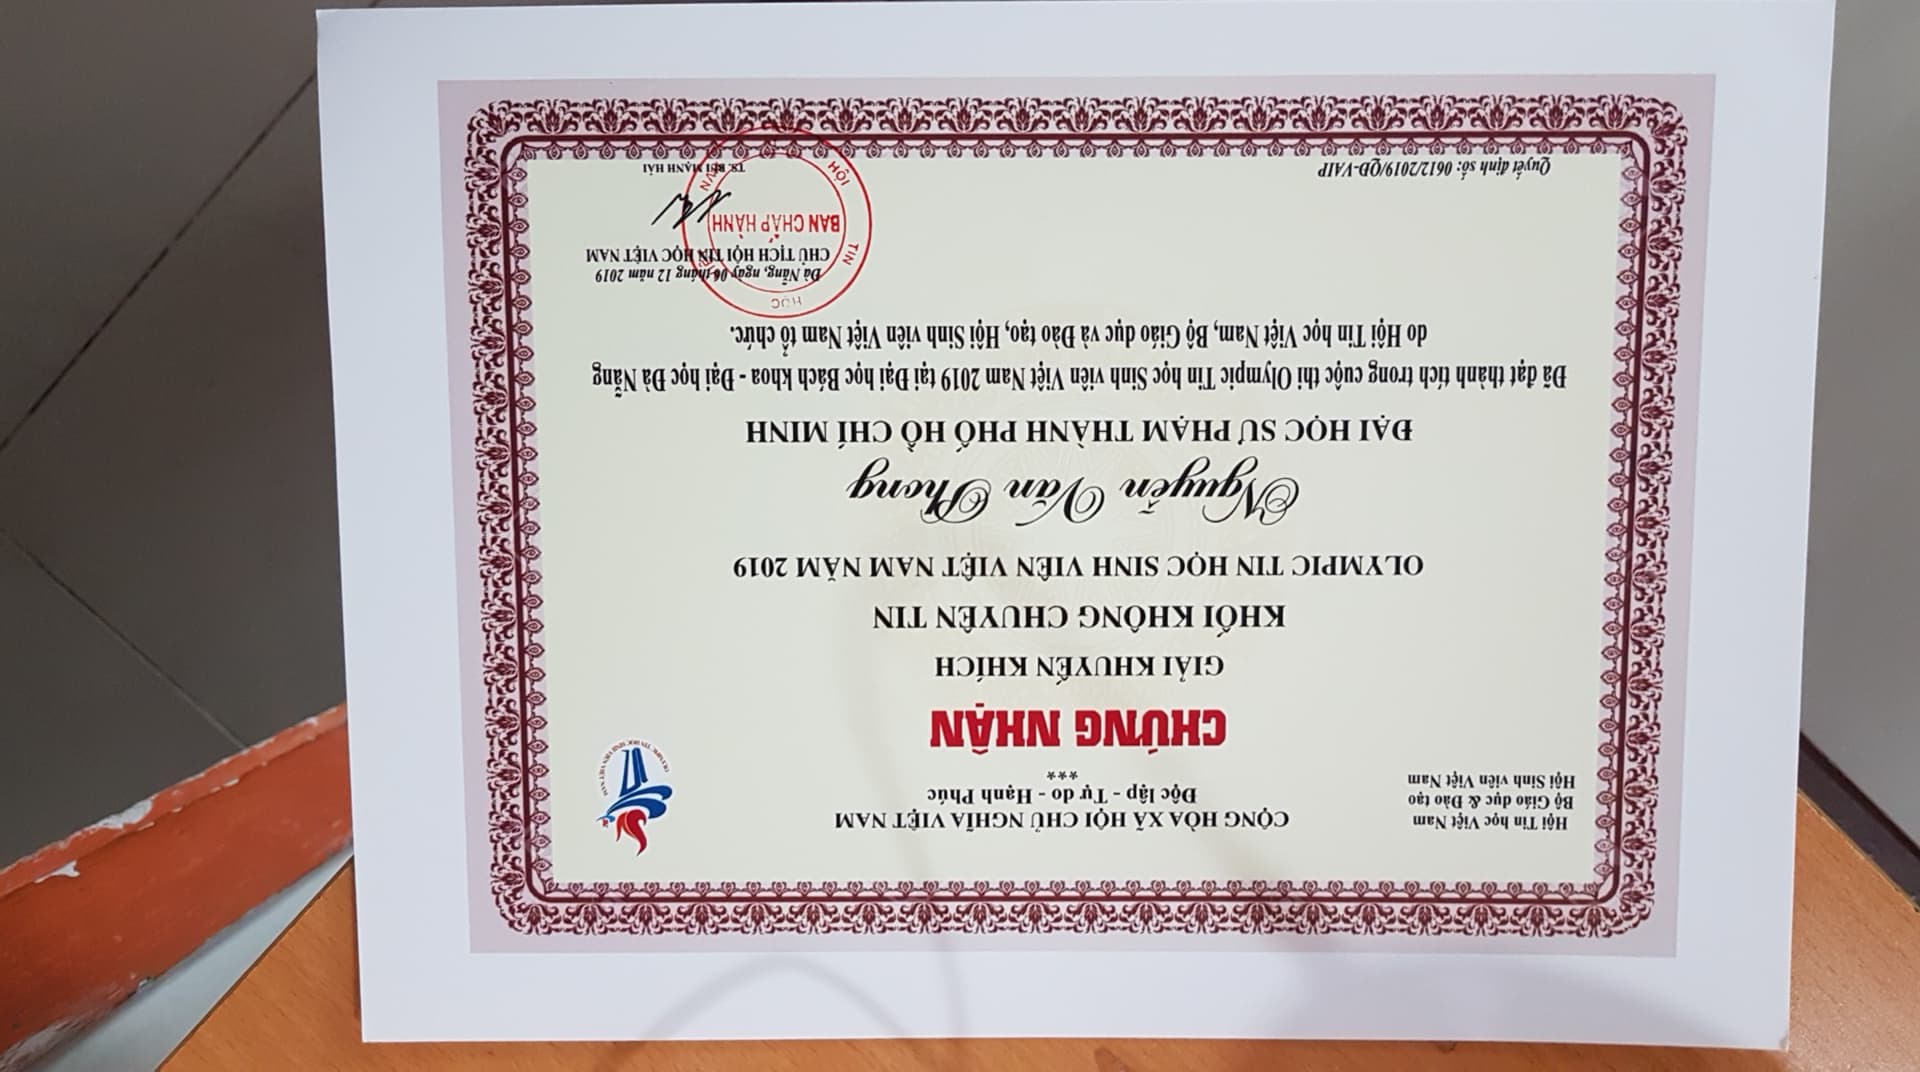 Hội Tin học Việt Nam
Bộ Giáo dục & Đào tạo
Hội Sinh viên Việt Nam
CỘNG HÒA XÃ HỘI CHỦ NGHĨA VIỆT NAM
Độc lập - Tự do - Hạnh Phúc
***
OLYMPIC TIN HỌC SINH VIÊN VIỆT NAM
CHỨNG NHẬN
GIẢI KHUYẾN KHÍCH
KHỐI KHÔNG CHUYÊN TIN
OLYMPIC TIN HỌC SINH VIÊN VIỆT NAM NĂM 2019
Nguyễn Văn Phong
ĐẠI HỌC SƯ PHẠM THÀNH PHỐ HỒ CHÍ MINH
Đã đạt thành tích trong cuộc thi Olympic Tin học Sinh viên Việt Nam 2019 tại Đại học Bách khoa - Đại học Đà Nẵng
do Hội Tin học Việt Nam, Bộ Giáo dục và Đào tạo, Hội Sinh viên Việt Nam tổ chức.
Đà Nẵng, ngày 06 tháng 12 năm 2019
CHỦ TỊCH HỘI TIN HỌC VIỆT NAM
HỘI TIN HỌC
BAN CHẤP HÀNH
TS. BÙI MẠNH HẢI
Quyết định số: 0612/2019/QĐ-VAIP